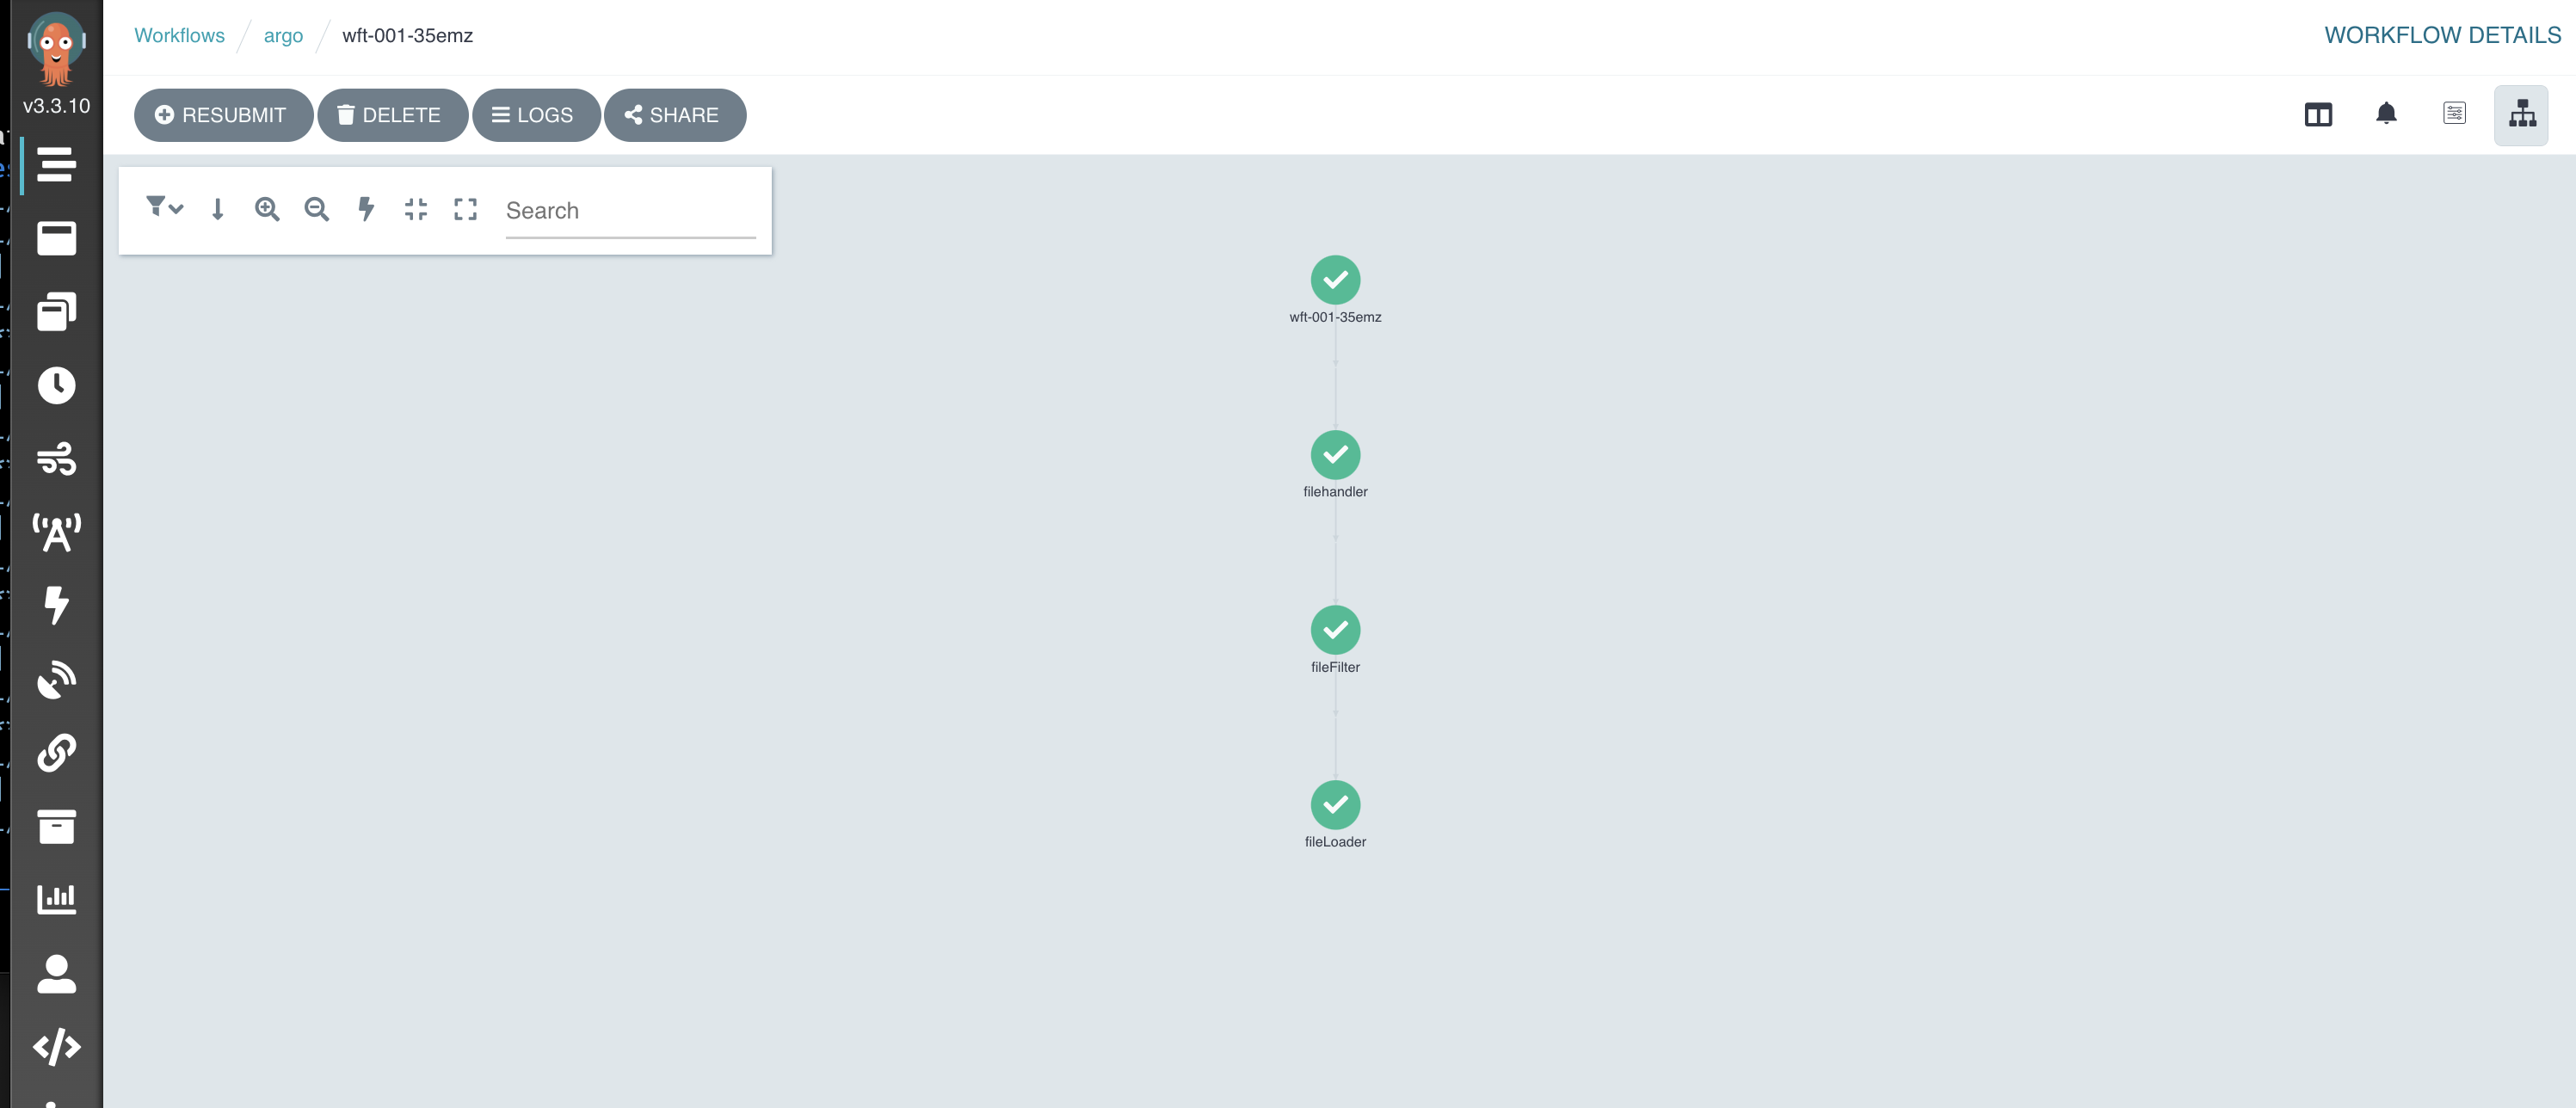 Workflows / argo / wft-001-35emz
WORKFLOW DETAILS
v3.3.10
RESUBMIT
DELETE
LOGS
SHARE
Search
wft-001-35emz
filehandler
fileFilter
fileLoader